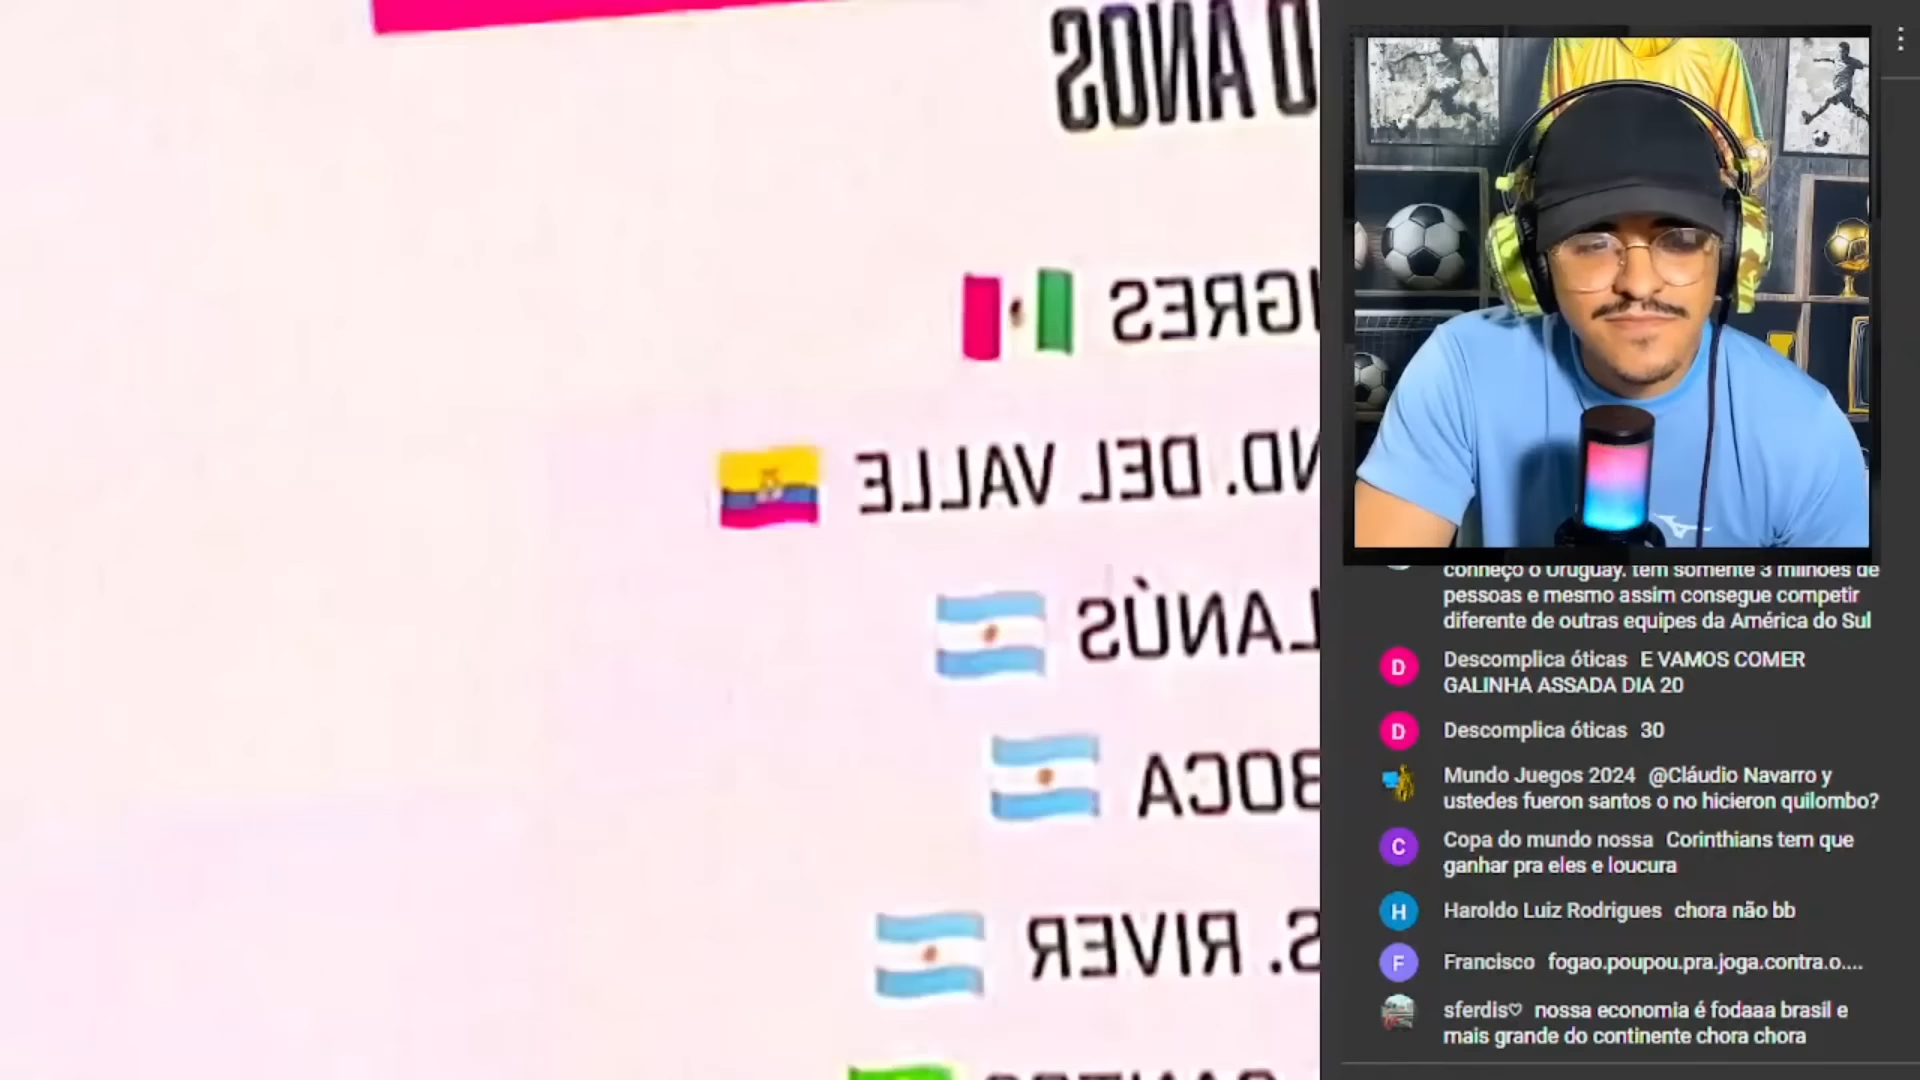 0 ANOS
IGRES
ND. DEL VALLE
LANÚS
BOCA
S. RIVER
conheço o Uruguay. tem somente 3 milhões de
pessoas e mesmo assim consegue competir
diferente de outras equipes da América do Sul
D Descomplica óticas E VAMOS COMER
GALINHA ASSADA DIA 20
D Descomplica óticas 30
Mundo Juegos 2024 @Cláudio Navarro y
ustedes fueron santos o no hicieron quilombo?
C Copa do mundo nossa Corinthians tem que
ganhar pra eles e loucura
H Haroldo Luiz Rodrigues chora não bb
F Francisco fogao.poupou.pra.joga.contra.o....
sferdis♡ nossa economia é fodaaa brasil e
mais grande do continente chora chora